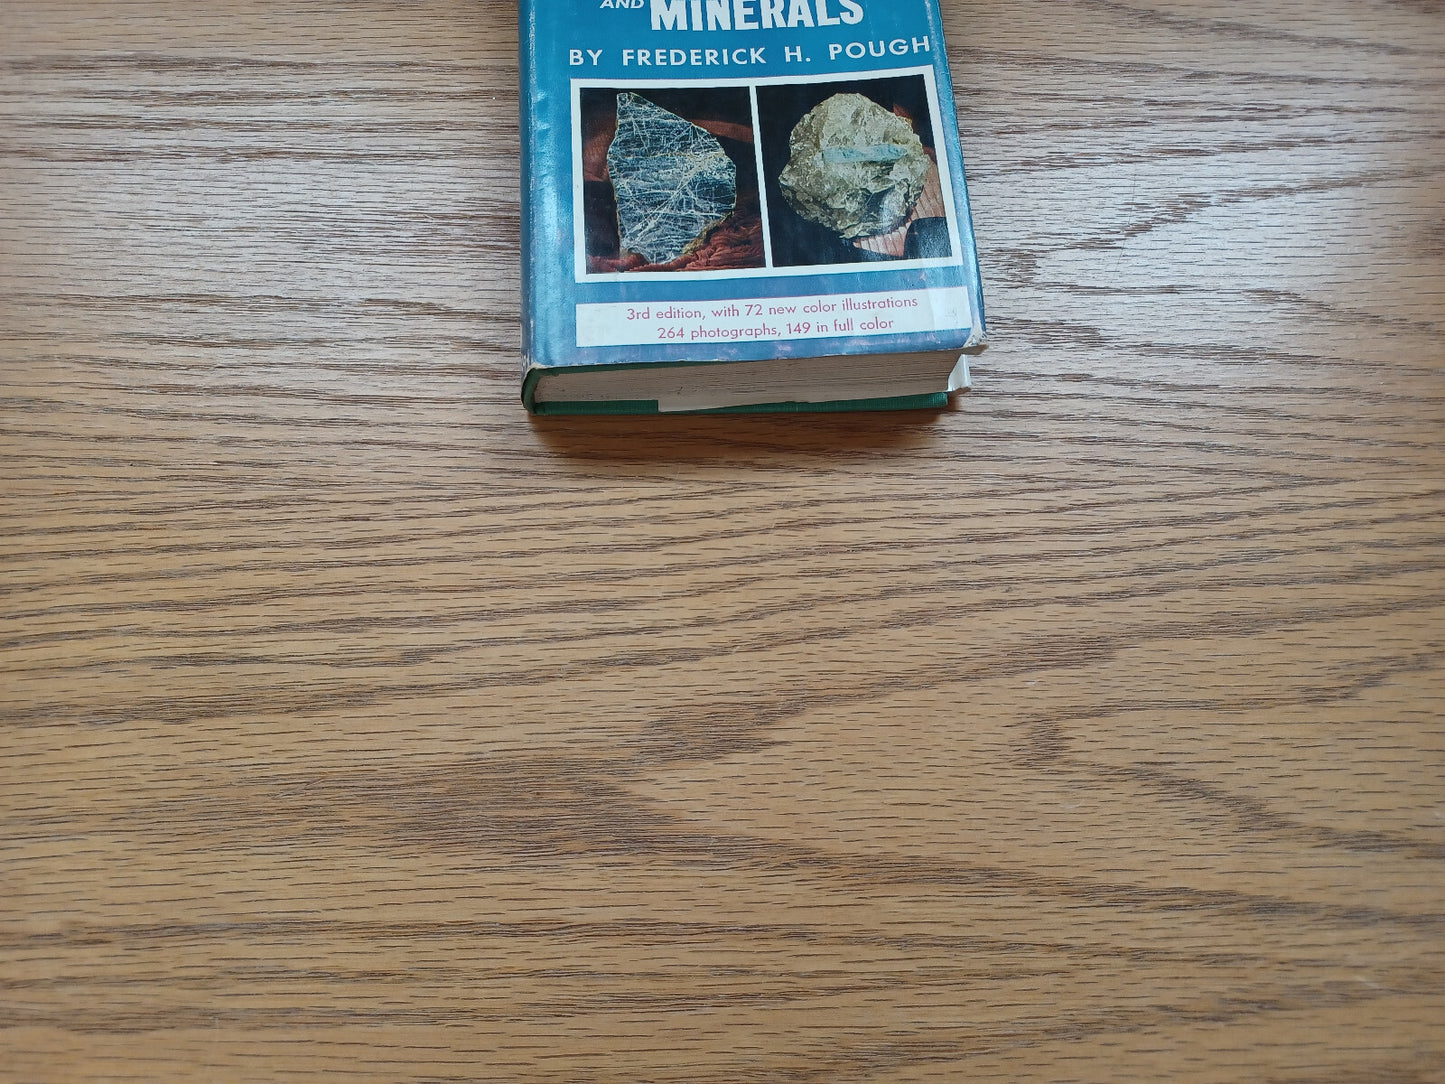 AND MINERALS
BY FREDERICK H. POUGH
3rd edition, with 72 new color illustrations
264 photographs, 149 in full color